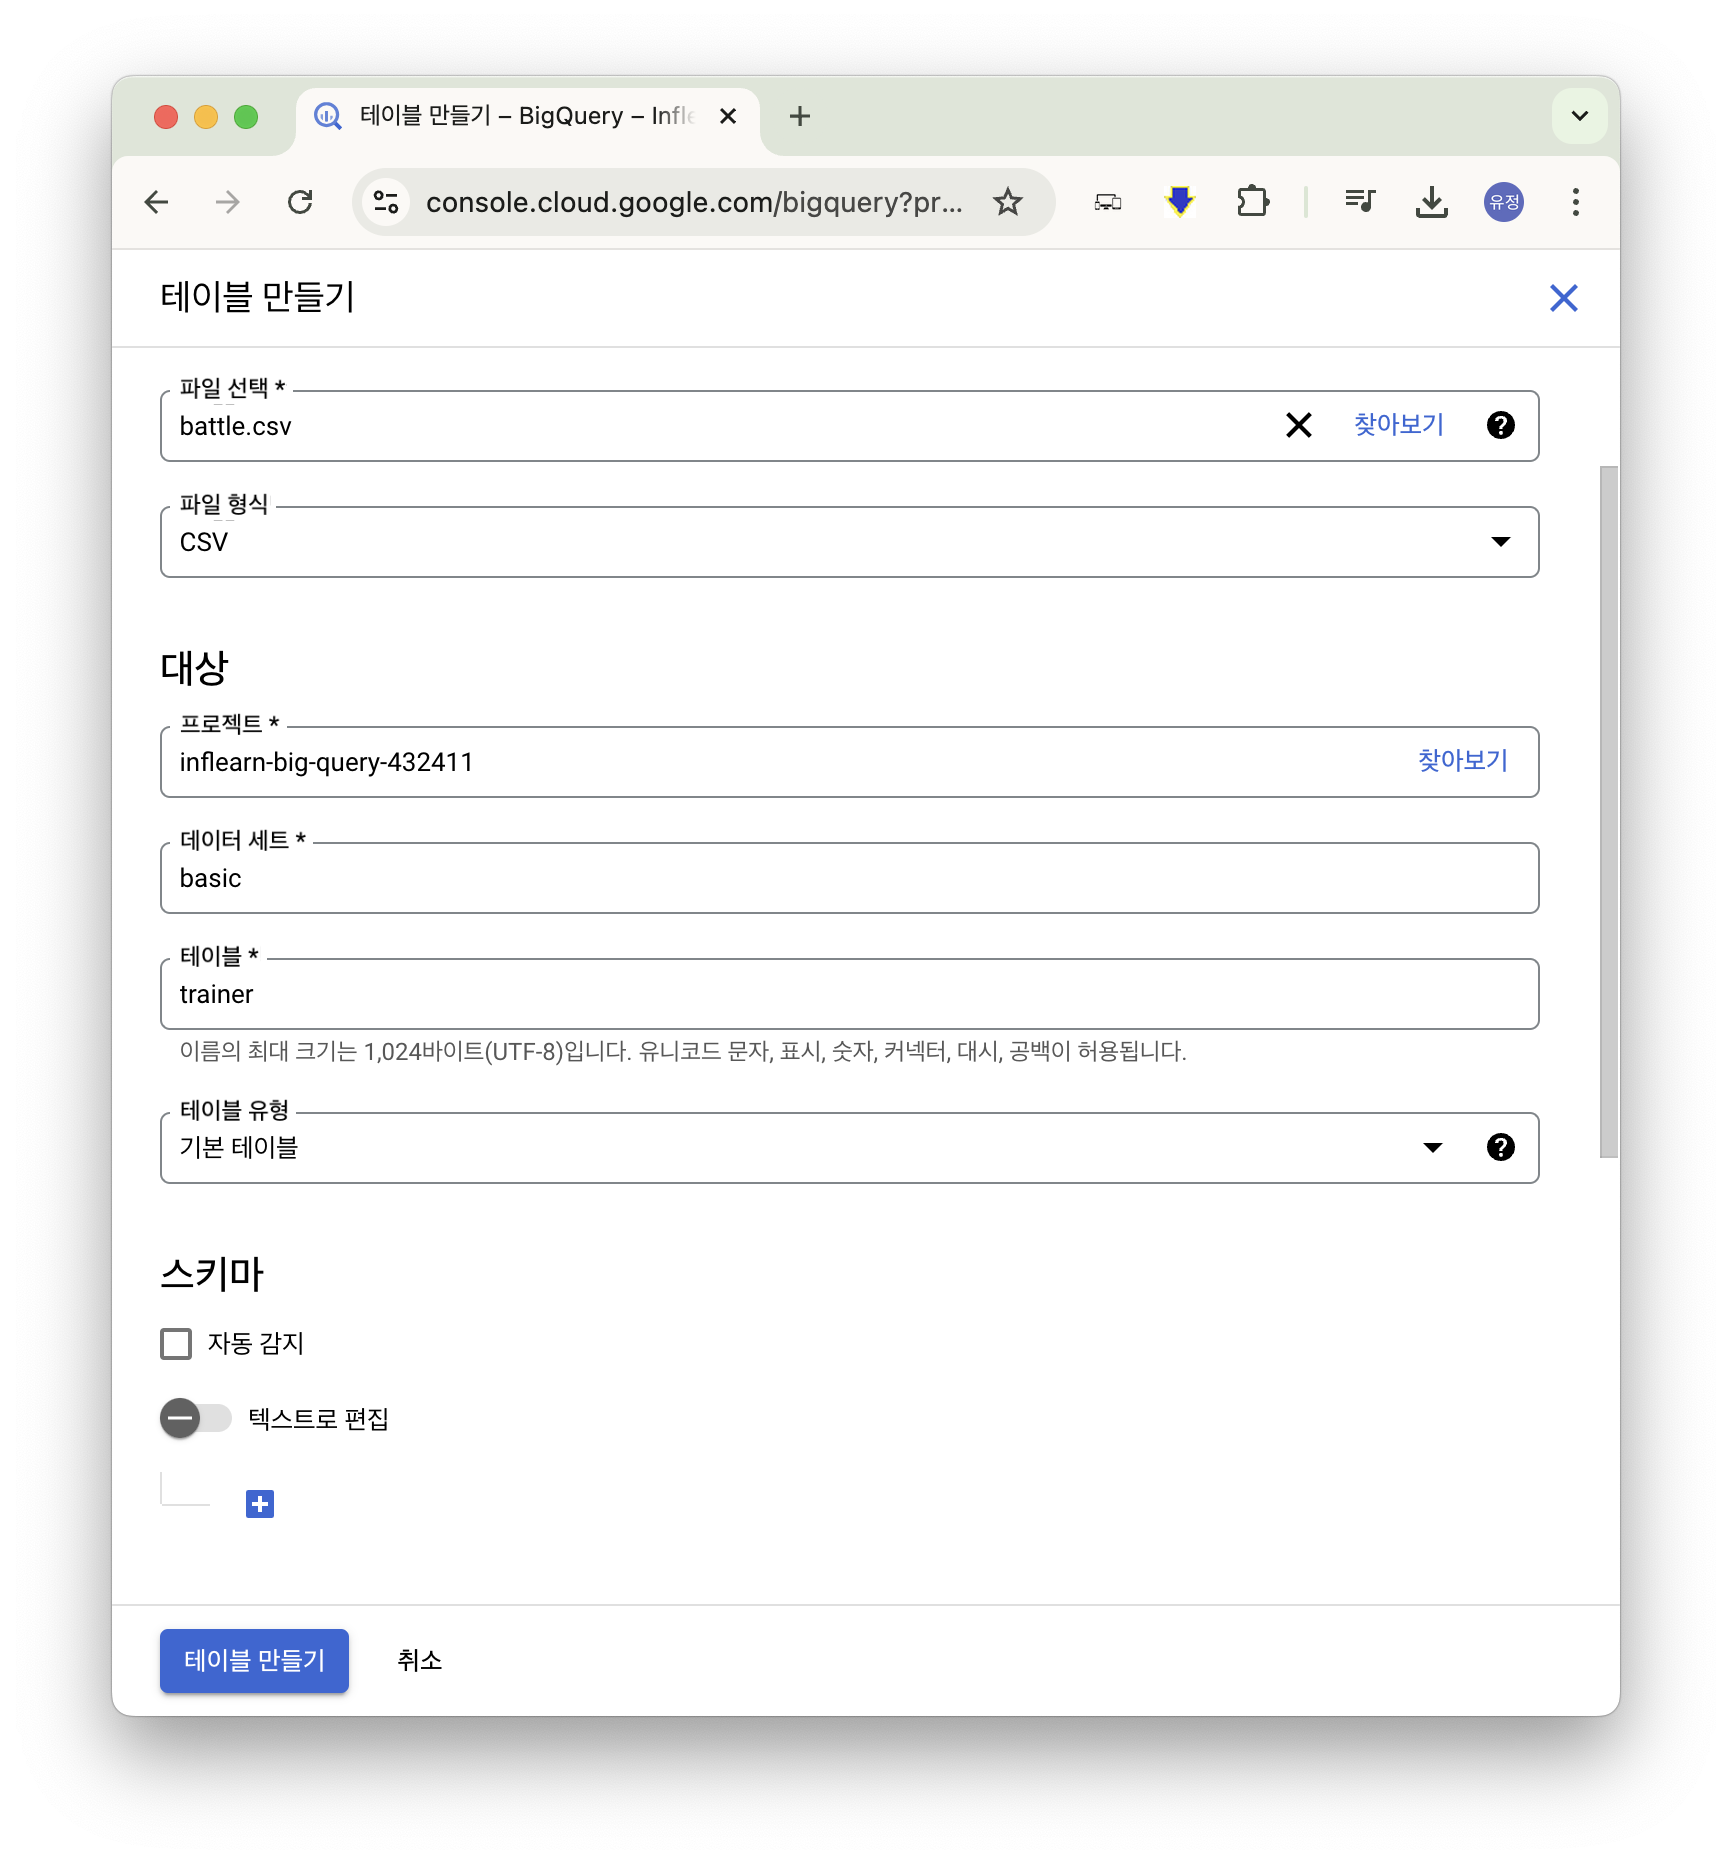 테이블 만들기 – BigQuery – Infle
console.cloud.google.com/bigquery?pr...
유정
테이블 만들기
파일 선택 *
battle.csv
찾아보기
파일 형식
CSV
대상
프로젝트 *
inflearn-big-query-432411
찾아보기
데이터 세트 *
basic
테이블 *
trainer
이름의 최대 크기는 1,024바이트(UTF-8)입니다. 유니코드 문자, 표시, 숫자, 커넥터, 대시, 공백이 허용됩니다.
테이블 유형
기본 테이블
스키마
자동 감지
텍스트로 편집
테이블 만들기
취소